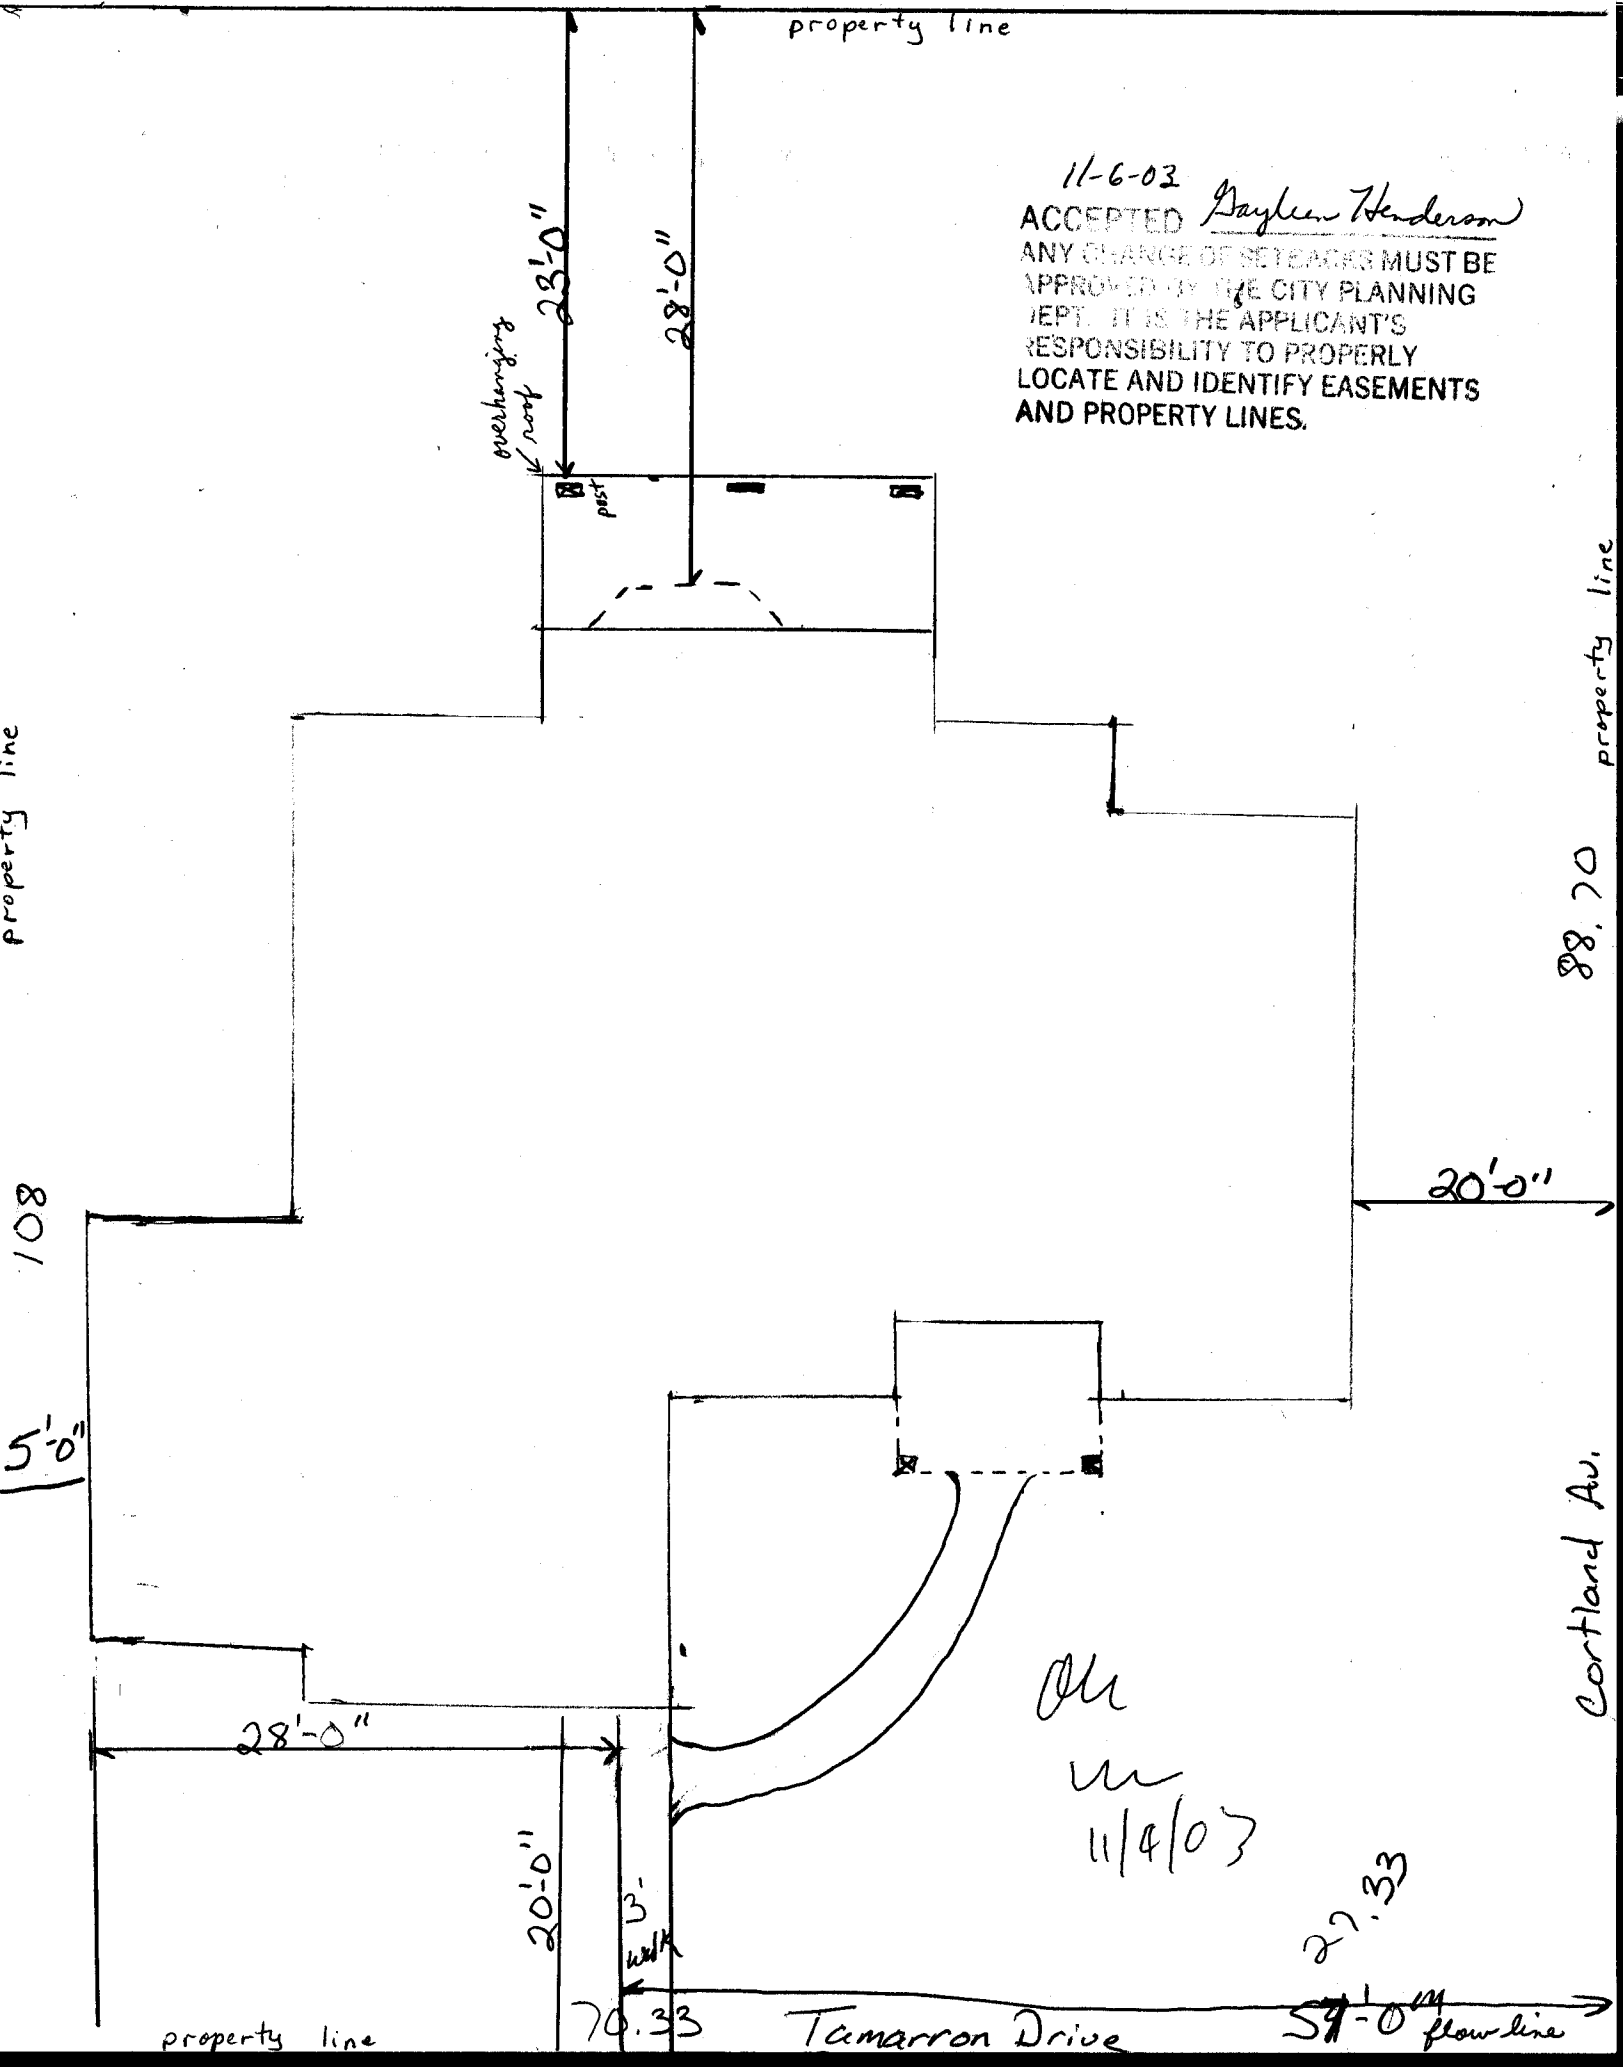 property line
11-6-03
ACCEPTED Gayleen Henderson
ANY CHANGE OF SETBACKS MUST BE
APPROVED BY THE CITY PLANNING
DEPT. IT IS THE APPLICANT'S
RESPONSIBILITY TO PROPERLY
LOCATE AND IDENTIFY EASEMENTS
AND PROPERTY LINES.
23'-0"
28'-0"
overhanging
roof
post
property line
88.70
property line
108
20'-0"
5'-0"
Cortland Av.
28'-0"
20'-0"
3'
walk
11/4/03
27.33
70.33
Tamarron Drive
flowline
property line